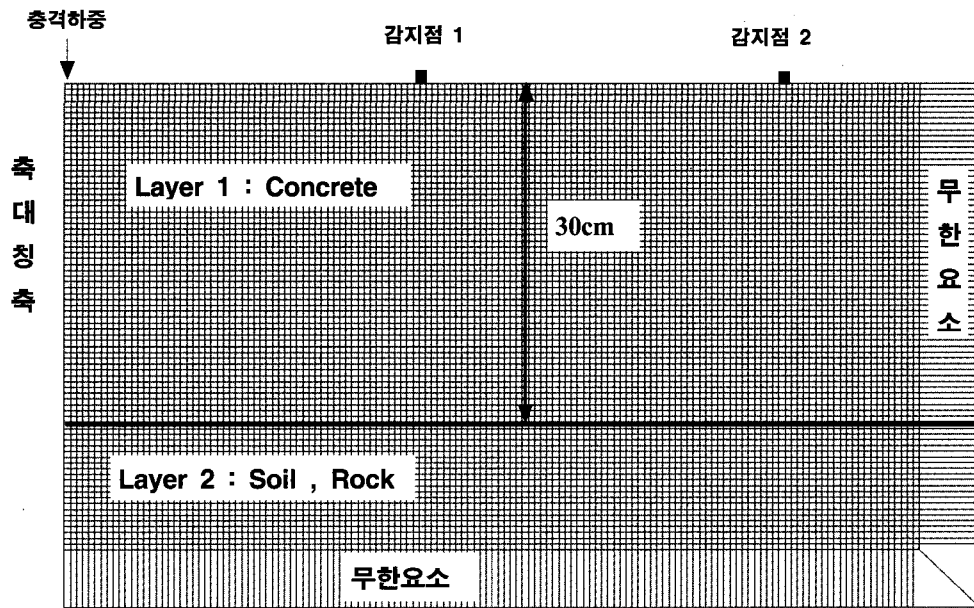 충격하중
감지점 1
감지점 2
축대칭축
Layer 1 : Concrete
30cm
무한요소
Layer 2 : Soil , Rock
무한요소